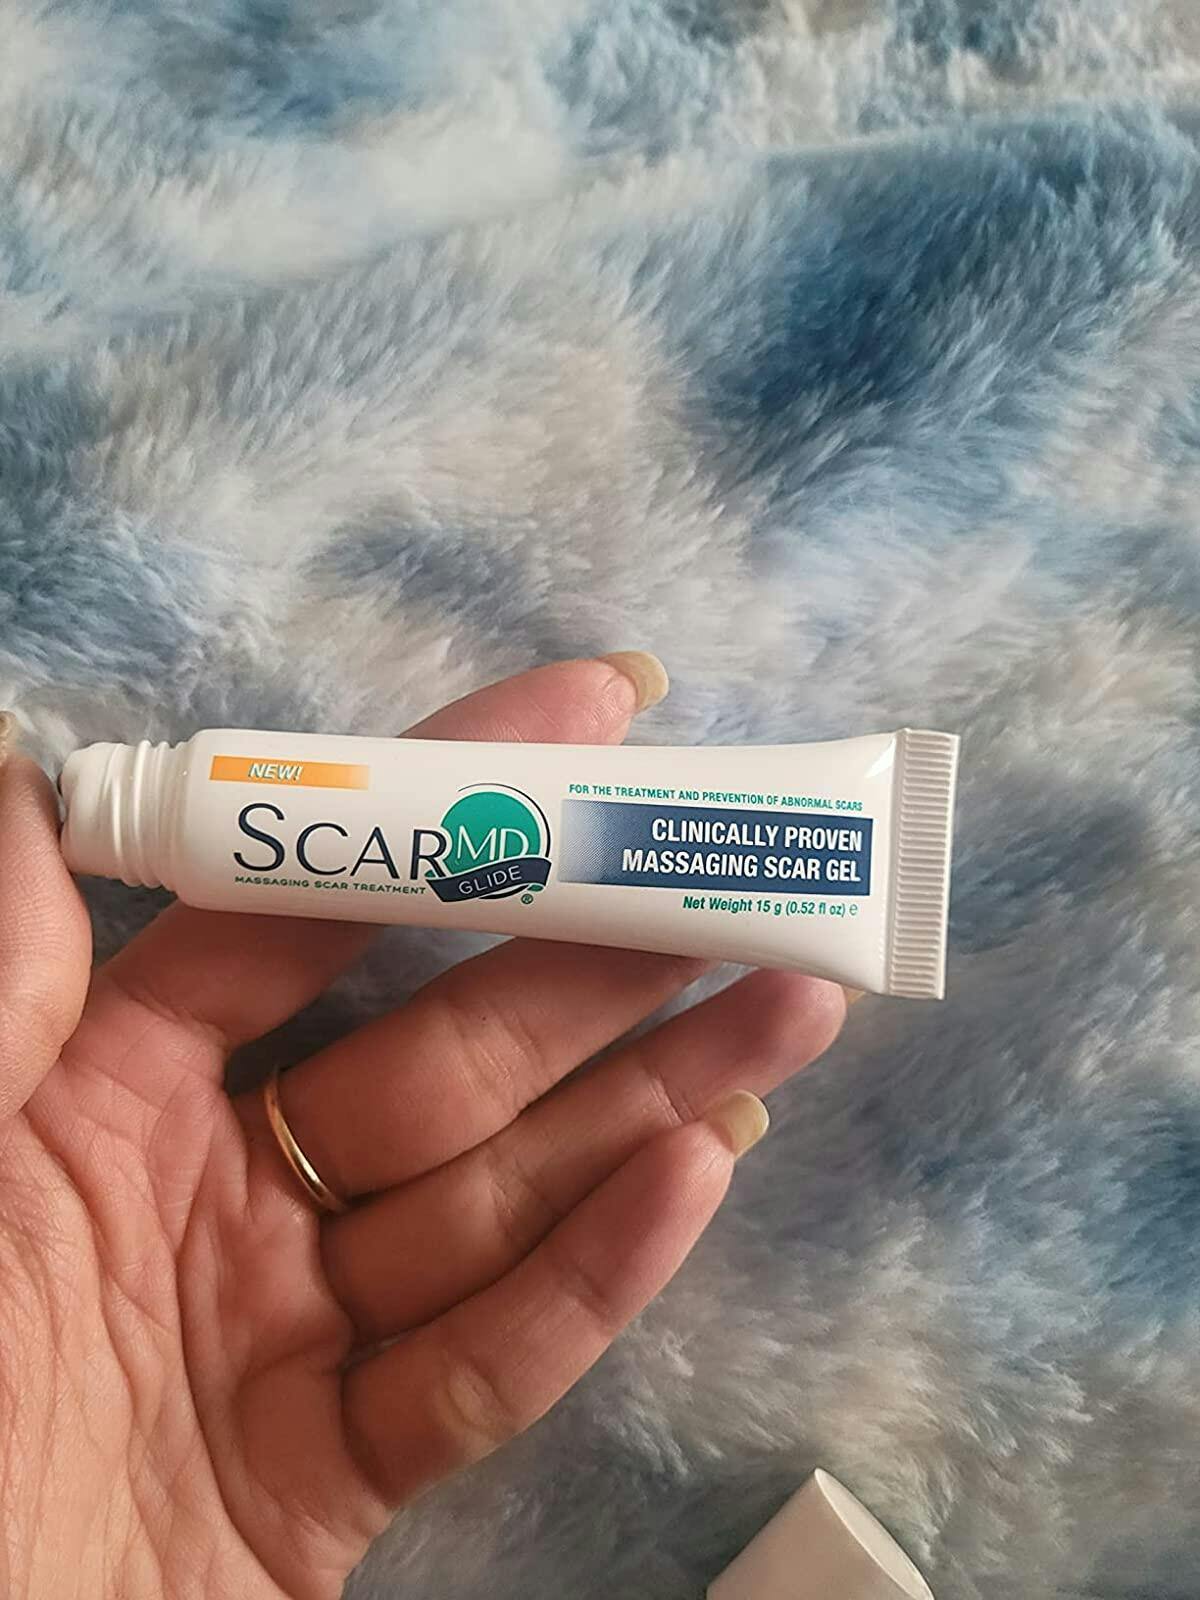 NEW!
SCARMD
GLIDE®
MASSAGING SCAR TREATMENT
FOR THE TREATMENT AND PREVENTION OF ABNORMAL SCARS
CLINICALLY PROVEN
MASSAGING SCAR GEL
Net Weight 15 g (0.52 fl oz) ℮